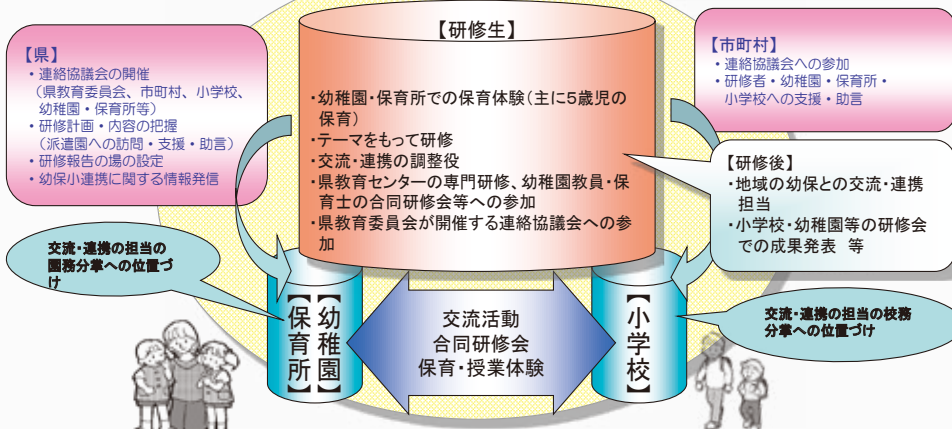 【研修生】
・幼稚園・保育所での保育体験（主に5歳児の
保育）
・テーマをもって研修
・交流・連携の調整役
・県教育センターの専門研修、幼稚園教員・保
育士の合同研修会等への参加
・県教育委員会が開催する連絡協議会への参
加
【県】
・連絡協議会の開催
（県教育委員会、市町村、小学校、
幼稚園・保育所等）
・研修計画・内容の把握
（派遣園への訪問・支援・助言）
・研修報告の場の設定
・幼保小連携に関する情報発信
【市町村】
・連絡協議会への参加
・研修者・幼稚園・保育所・
小学校への支援・助言
【研修後】
・地域の幼保との交流・連携
担当
・小学校・幼稚園等の研修会
での成果発表　等
交流・連携の担当の
園務分掌への位置づ
け
【幼稚園】
【保育所】
交流活動
合同研修会
保育・授業体験
【小学校】
交流・連携の担当の校務
分掌への位置づけ